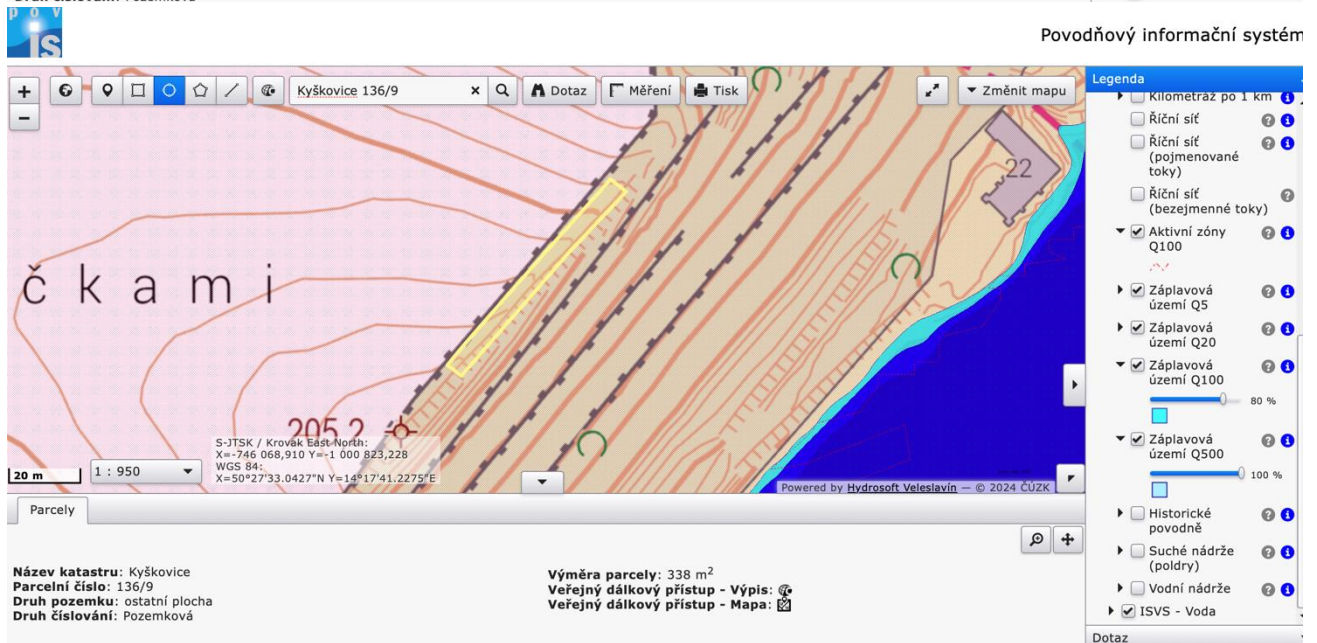 Druh číslování: Pozemková
pov
is
Povodňový informační systém
+
−
Kyškovice 136/9
x
Dotaz
Měření
Tisk
Změnit mapu
22
čkami
205.2
S-JTSK / Krovak East North:
X=-746 068,910 Y=-1 000 823,228
WGS 84:
X=50°27'33.0427"N Y=14°17'41.2275"E
20 m
1 : 950
Powered by Hydrosoft Veleslavín — © 2024 ČÚZK
Legenda
Kilometráž po 1 km
Říční síť
Říční síť
(pojmenované
toky)
Říční síť
(bezejmenné toky)
Aktivní zóny
Q100
Záplavová
území Q5
Záplavová
území Q20
Záplavová
území Q100
80 %
Záplavová
území Q500
100 %
Historické
povodně
Suché nádrže
(poldry)
Vodní nádrže
ISVS - Voda
Dotaz
Parcely
Název katastru: Kyškovice
Parcelní číslo: 136/9
Druh pozemku: ostatní plocha
Druh číslování: Pozemková
Výměra parcely: 338 m²
Veřejný dálkový přístup - Výpis:
Veřejný dálkový přístup - Mapa: